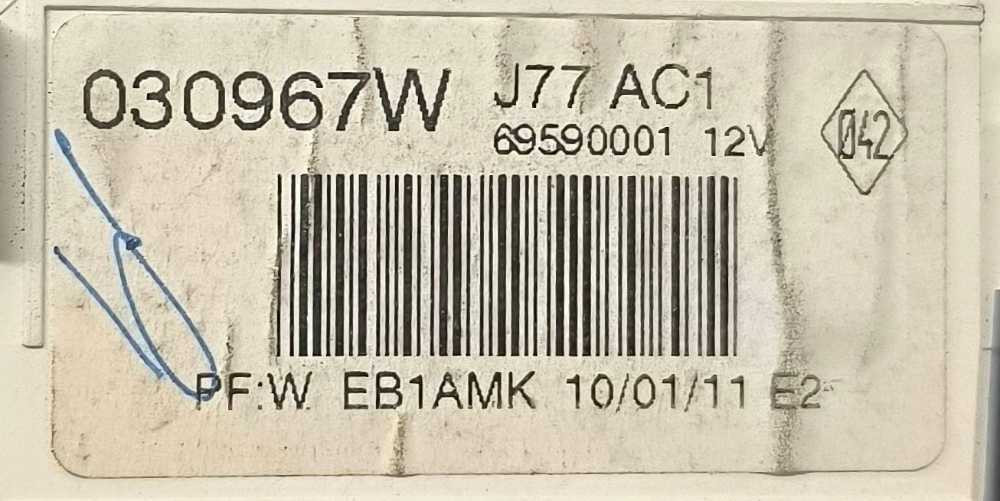 030967W J77 AC1
69590001 12V
042
PF:W. EB1AMK 10/01/11 E2